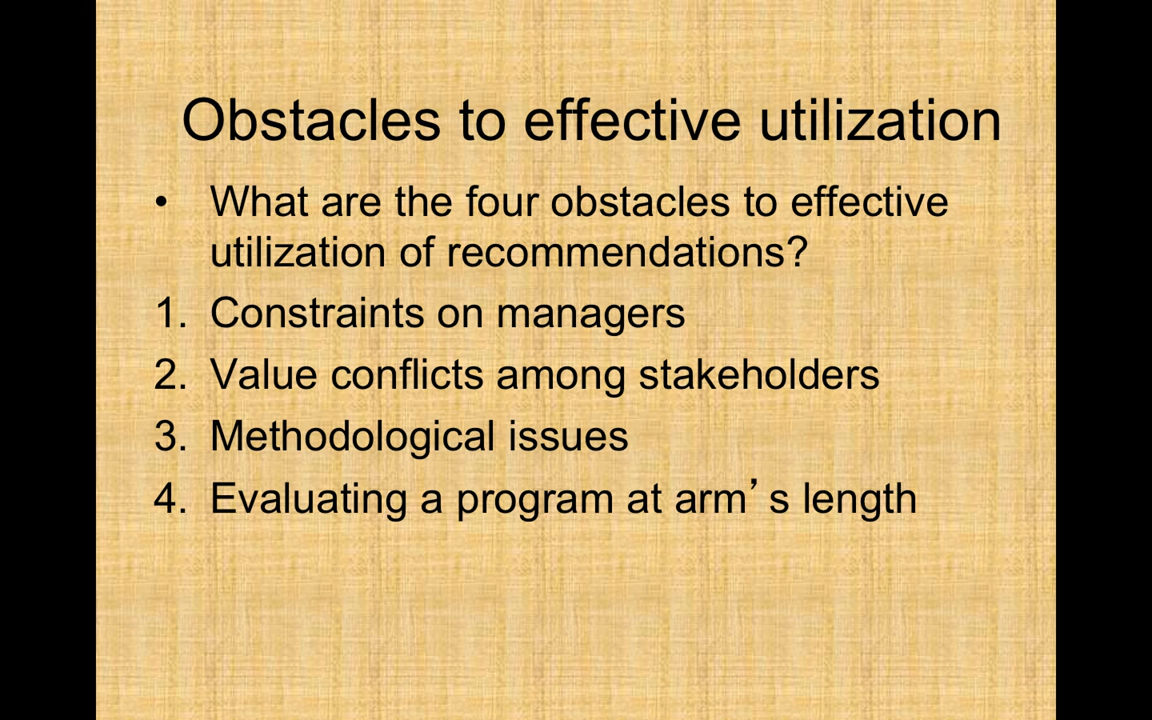 Obstacles to effective utilization
• What are the four obstacles to effective
utilization of recommendations?
1. Constraints on managers
2. Value conflicts among stakeholders
3. Methodological issues
4. Evaluating a program at arm’s length